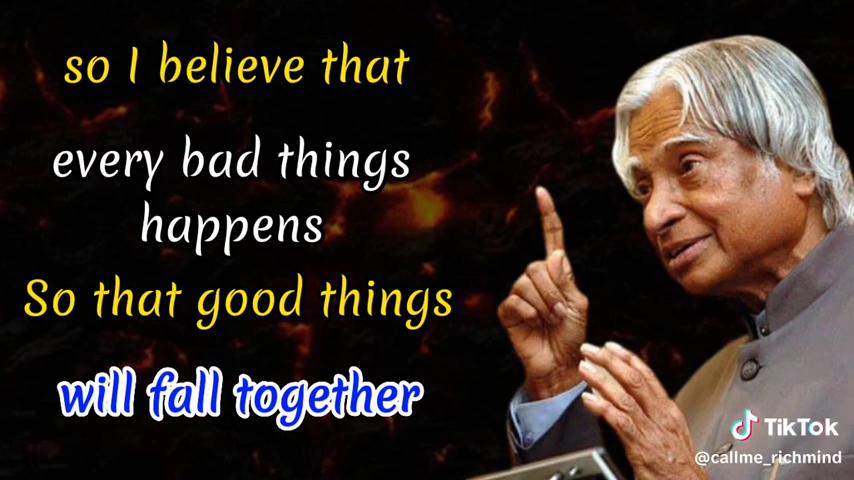 so I believe that
every bad things
happens
So that good things
will fall together
TikTok
@callme_richmind